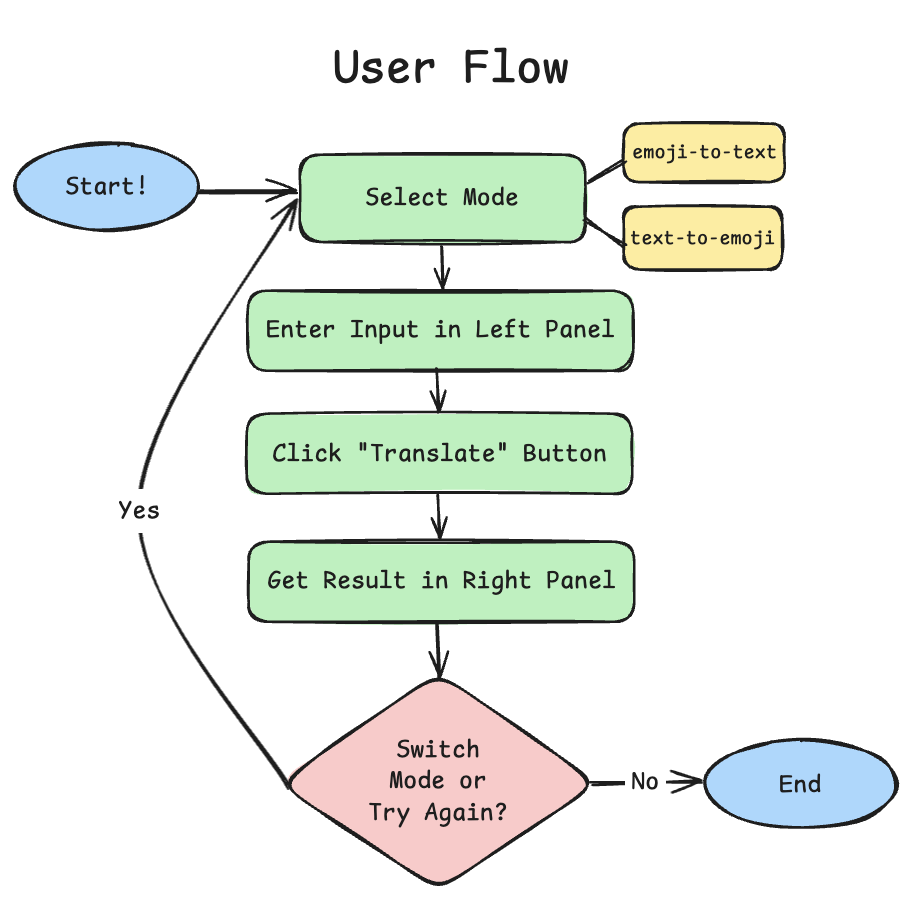 User Flow
Start!
Select Mode
emoji-to-text
text-to-emoji
Enter Input in Left Panel
Click "Translate" Button
Yes
Get Result in Right Panel
Switch
Mode or
Try Again?
No
End